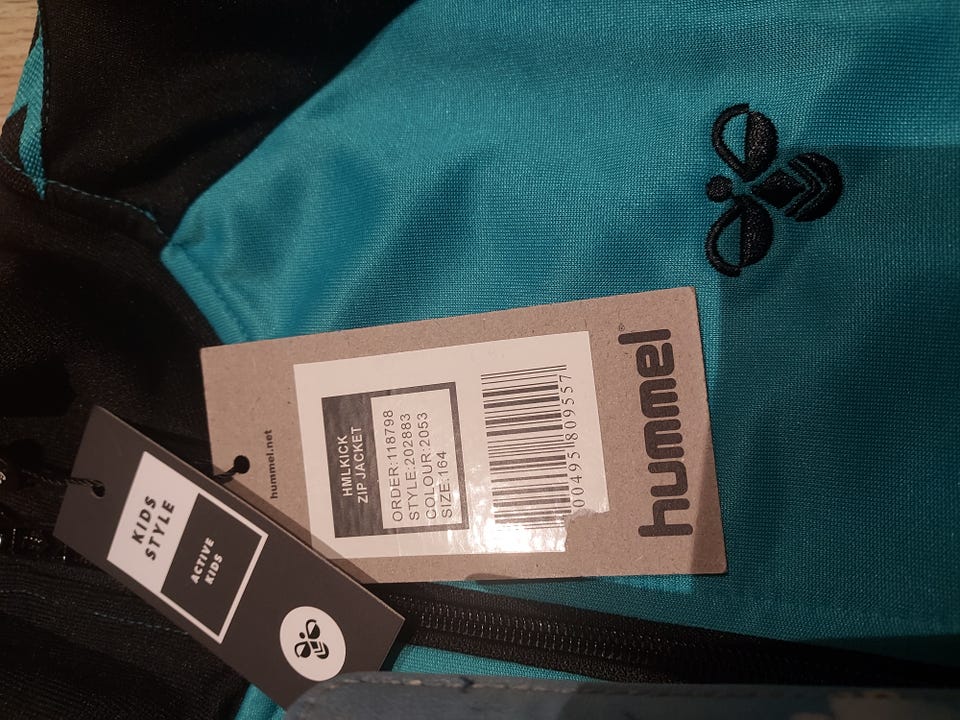 hummel.net
HMLKICK
ZIP JACKET
ORDER:118798
STYLE:202883
COLOUR:2053
SIZE:164
hummel®
KIDS
STYLE
ACTIVE
KIDS